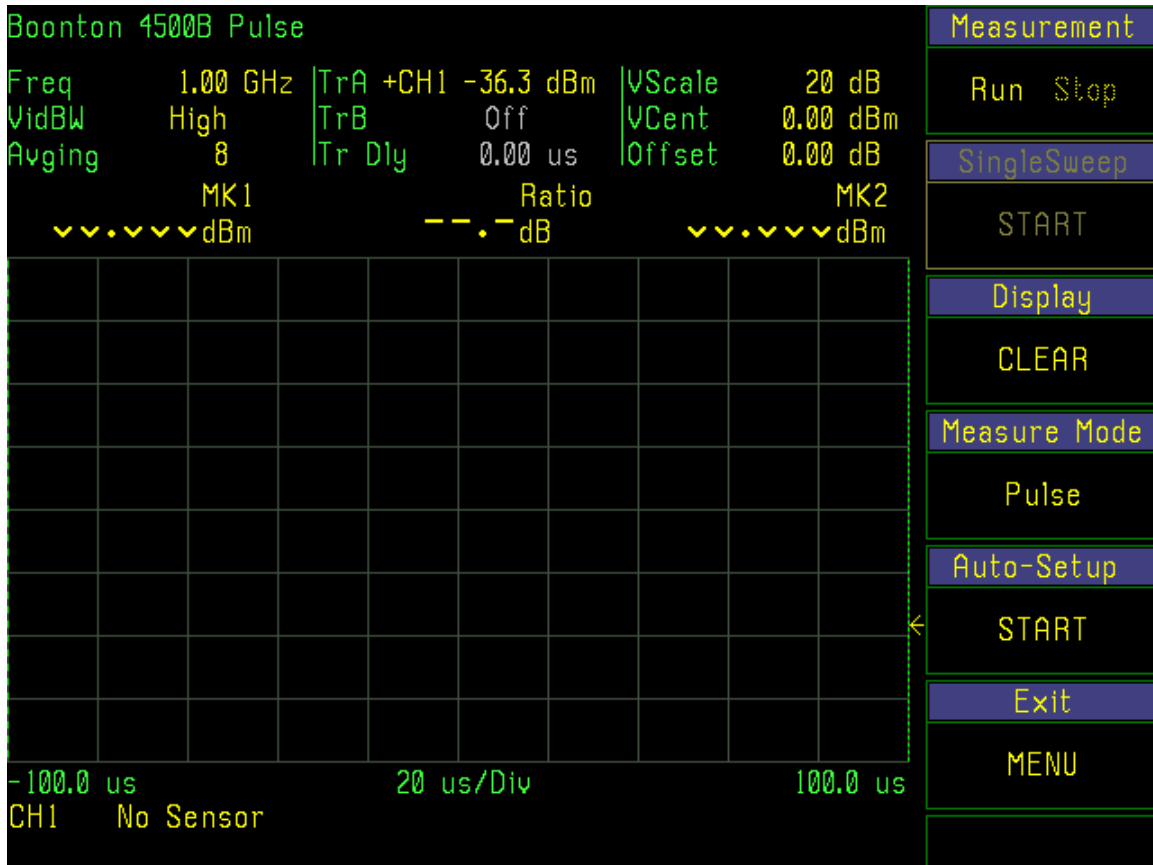 Boonton 4500B Pulse
Freq 1.00 GHz TrA +CH1 -36.3 dBm VScale 20 dB
VidBW High TrB Off VCent 0.00 dBm
Avging 8 Tr Dly 0.00 us Offset 0.00 dB
MK1 Ratio MK2
--.- dB
dBm dBm
-100.0 us 20 us/Div 100.0 us
CH1 No Sensor
Measurement
Run Stop
SingleSweep
START
Display
CLEAR
Measure Mode
Pulse
Auto-Setup
START
Exit
MENU